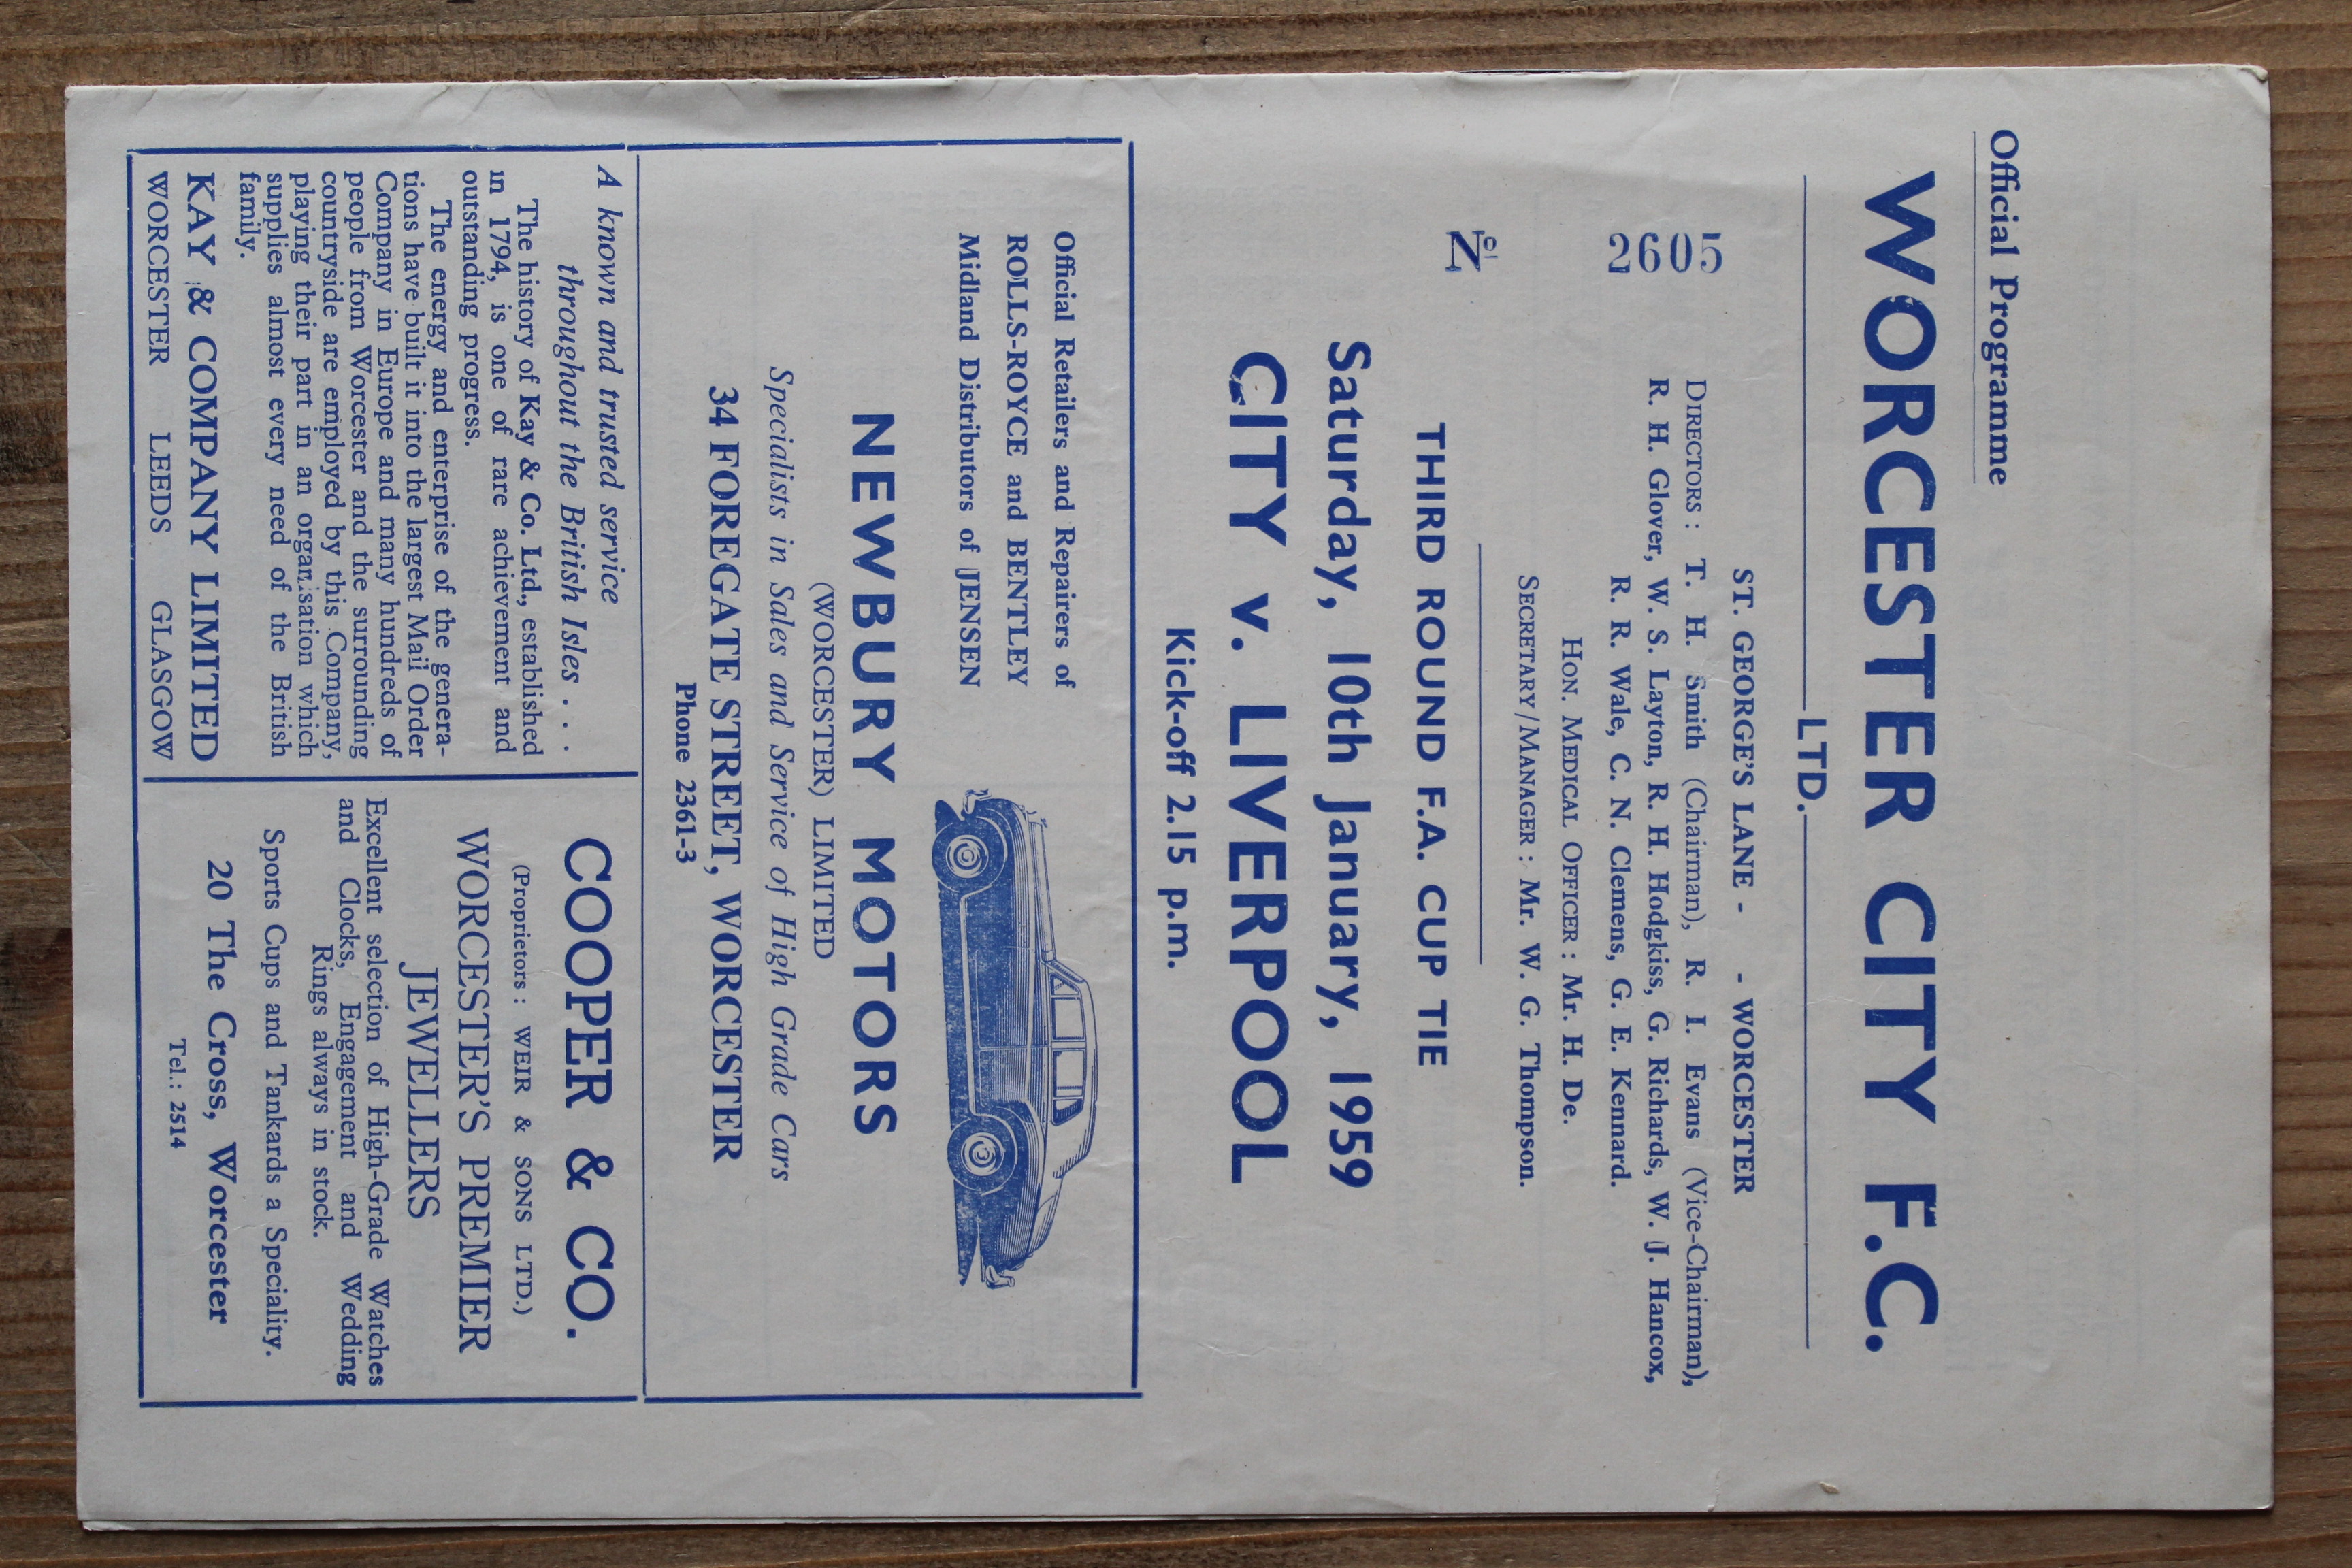 Official Programme
WORCESTER CITY F.C.
LTD.
ST. GEORGE'S LANE - - WORCESTER
DIRECTORS : T. H. Smith (Chairman), R. I. Evans (Vice-Chairman),
R. H. Glover, W. S. Layton, R. H. Hodgkiss, G. Richards, W. J. Hancox,
R. R. Wale, C. N. Clemens, G. E. Kennard.
HON. MEDICAL OFFICER : Mr. H. De.
SECRETARY/MANAGER : Mr. W. G. Thompson.
2605
No
THIRD ROUND F.A. CUP TIE
Saturday, 10th January, 1959
CITY v. LIVERPOOL
Kick-off 2.15 p.m.
Official Retailers and Repairers of
ROLLS-ROYCE and BENTLEY
Midland Distributors of JENSEN
NEWBURY MOTORS
(WORCESTER) LIMITED
Specialists in Sales and Service of High Grade Cars
34 FOREGATE STREET, WORCESTER
Phone 2361-3
A known and trusted service
throughout the British Isles . . .
The history of Kay & Co. Ltd., established
in 1794, is one of rare achievement and
outstanding progress.
The energy and enterprise of the genera-
tions have built it into the largest Mail Order
Company in Europe and many hundreds of
people from Worcester and the surrounding
countryside are employed by this Company,
playing their part in an organisation which
supplies almost every need of the British
family.
KAY & COMPANY LIMITED
WORCESTER LEEDS GLASGOW
COOPER & CO.
(Proprietors : WEIR & SONS LTD.)
WORCESTER'S PREMIER
JEWELLERS
Excellent selection of High-Grade Watches
and Clocks, Engagement and Wedding
Rings always in stock.
Sports Cups and Tankards a Speciality.
20 The Cross, Worcester
Tel.: 2514